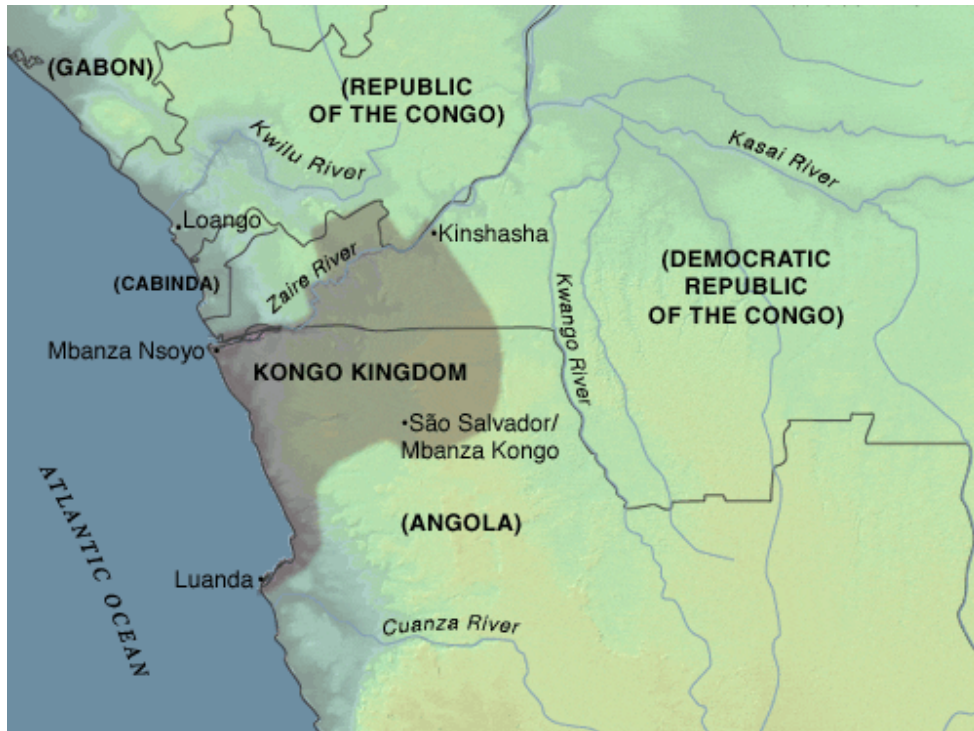 (GABON)
(REPUBLIC
OF THE CONGO)
Kwilu River
Kasai River
Loango
Kinshasha
(CABINDA)
Zaire River
(DEMOCRATIC
REPUBLIC
OF THE CONGO)
Kwango River
Mbanza Nsoyo
KONGO KINGDOM
São Salvador/
Mbanza Kongo
ATLANTIC OCEAN
(ANGOLA)
Luanda
Cuanza River